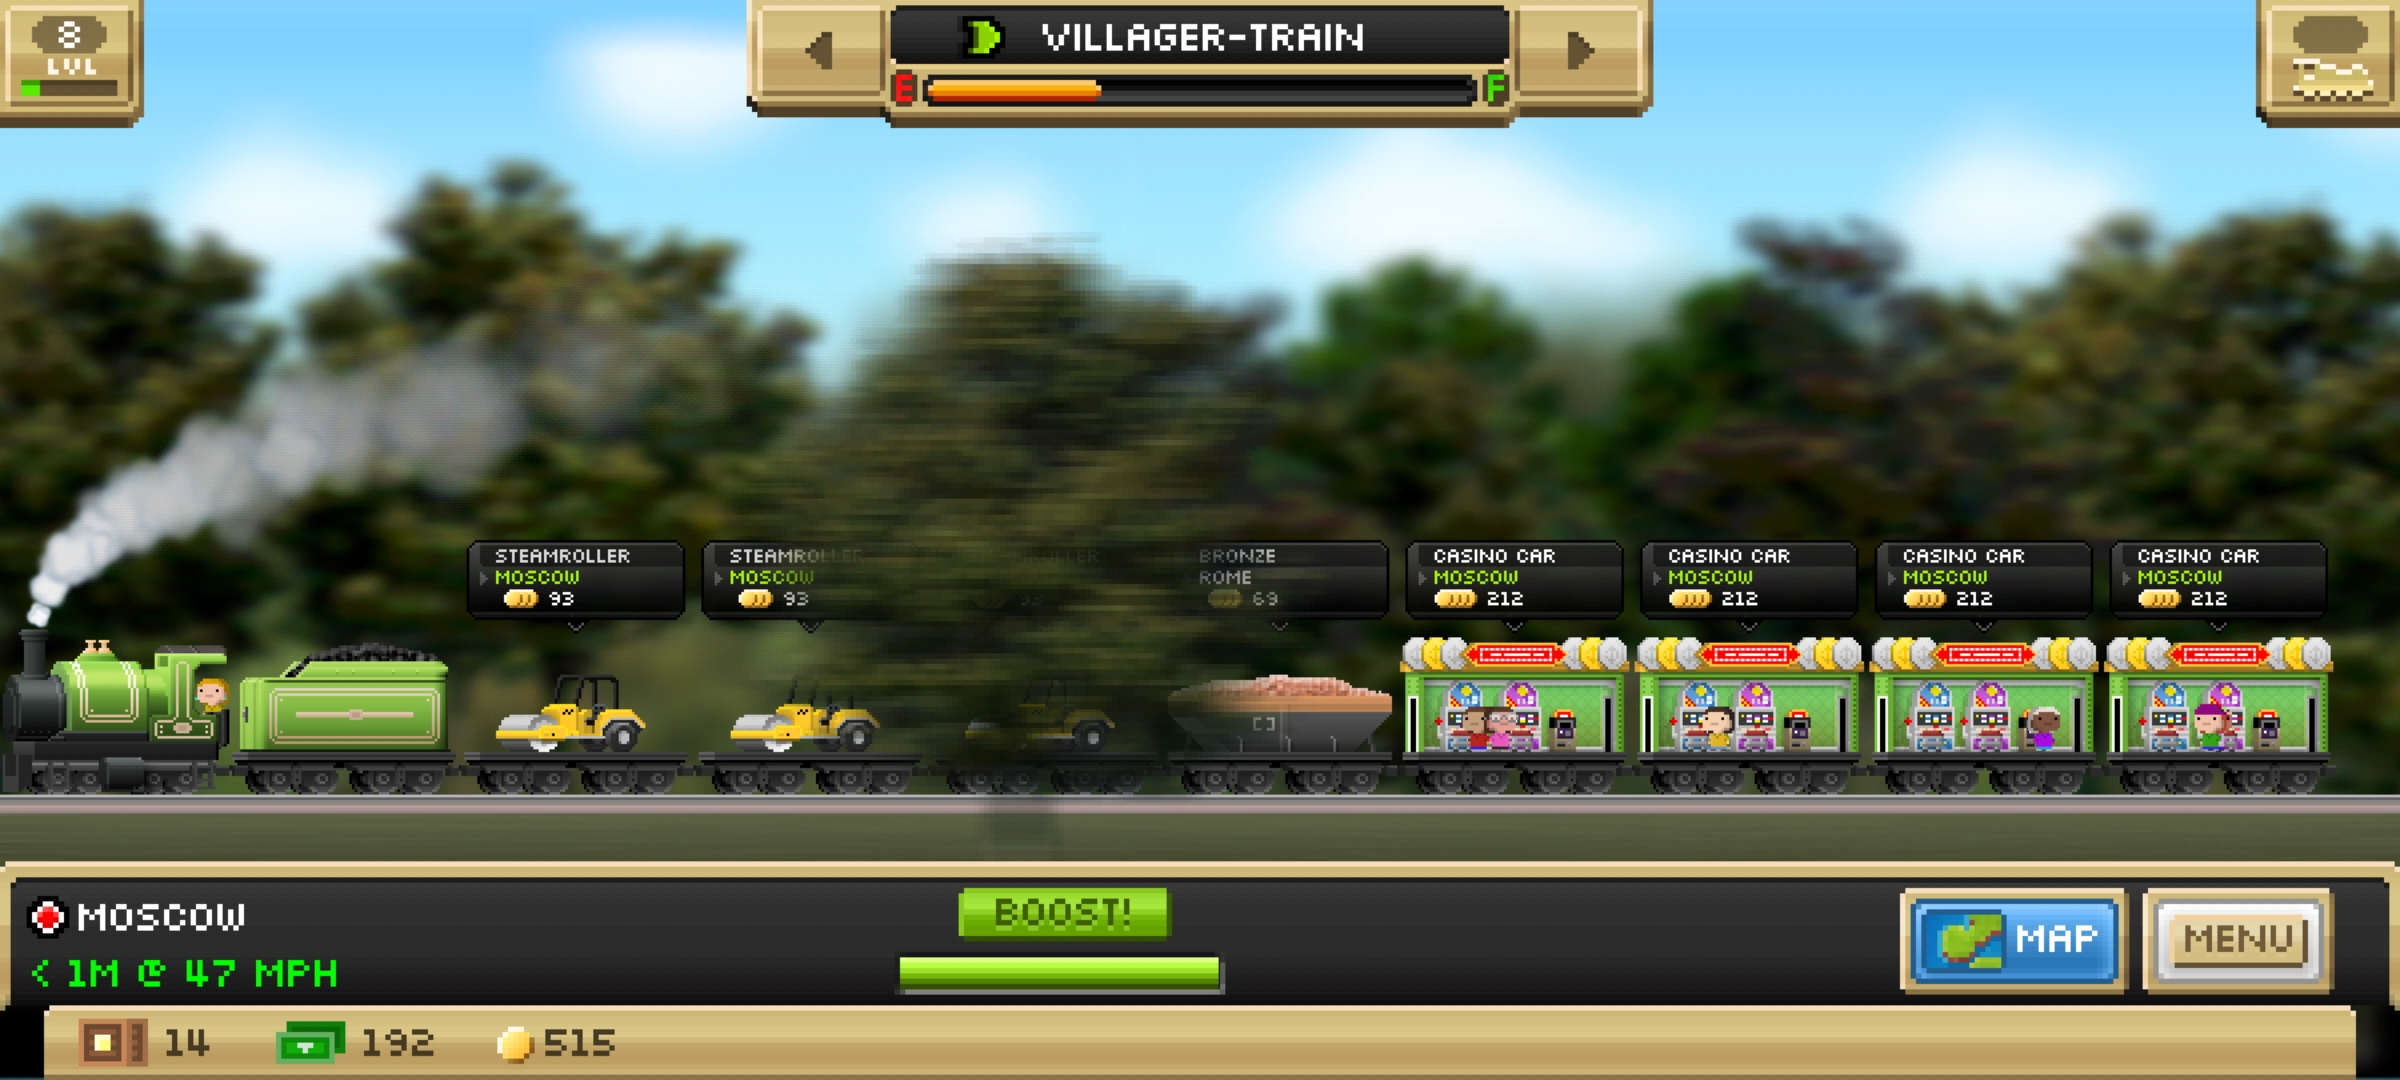 8
LVL
VILLAGER-TRAIN
E F
STEAMROLLER
MOSCOW
93
STEAMROLLER
MOSCOW
93
93
BRONZE
ROME
69
CASINO CAR
MOSCOW
212
CASINO CAR
MOSCOW
212
CASINO CAR
MOSCOW
212
CASINO CAR
MOSCOW
212
MOSCOW
< 1M @ 47 MPH
BOOST!
MAP
MENU
14 192 515